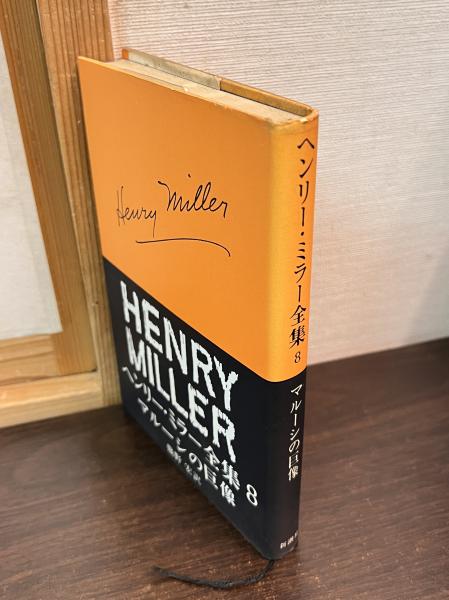 Henry Miller
HENRY
MILLER
ヘンリー・ミラー全集8
マルーシの巨像
ヘンリー・ミラー全集 8
マルーシの巨像
新潮